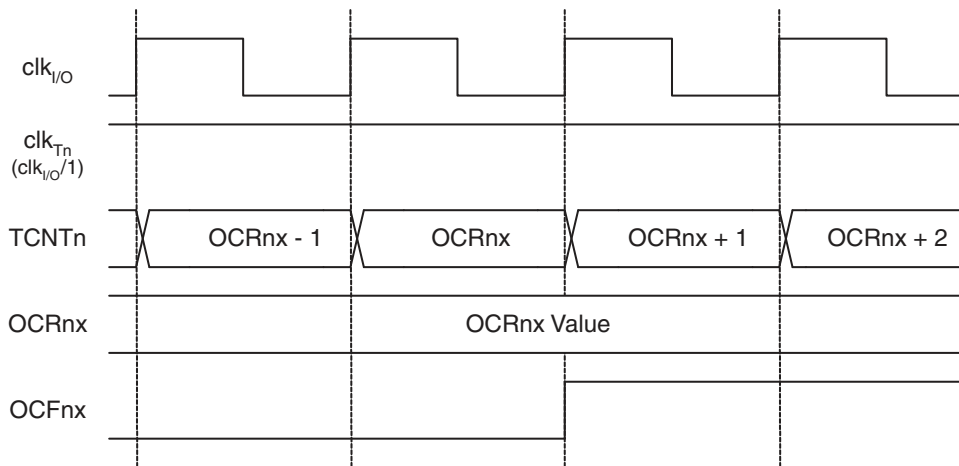 clkI/O
clkTn
(clkI/O/1)
TCNTn
OCRnx - 1
OCRnx
OCRnx + 1
OCRnx + 2
OCRnx
OCRnx Value
OCFnx